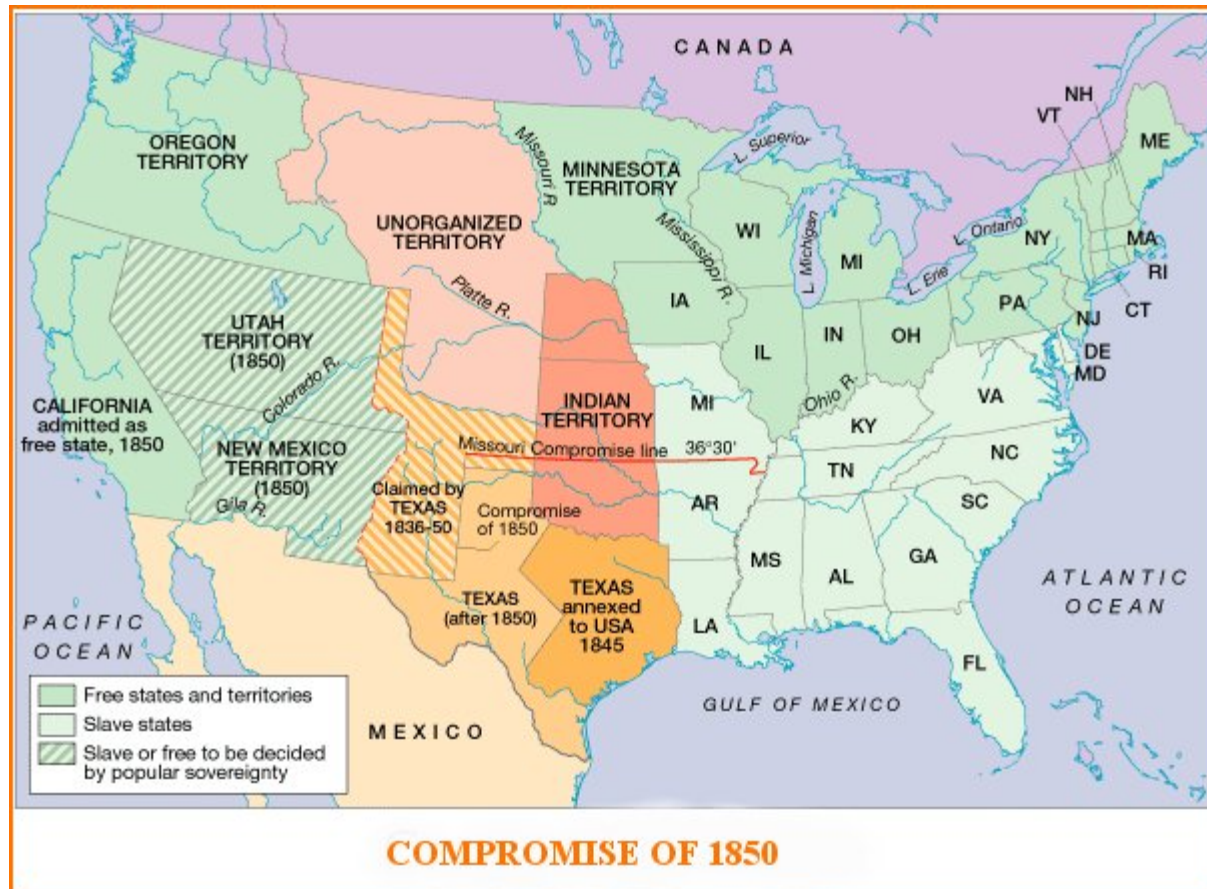 CANADA
NH
VT
ME
OREGON
TERRITORY
Missouri R.
L. Superior
MINNESOTA
TERRITORY
UNORGANIZED
TERRITORY
Mississippi R.
WI
L. Michigan
MI
L. Ontario
NY
MA
RI
L. Erie
CT
Platte R.
IA
PA
NJ
UTAH
TERRITORY
(1850)
IL
IN
OH
DE
MD
Colorado R.
CALIFORNIA
admitted as
free state, 1850
INDIAN
TERRITORY
MI
Ohio R.
VA
KY
NEW MEXICO
TERRITORY
(1850)
Missouri Compromise line
36°30'
NC
TN
Gila R.
Claimed by
TEXAS
1836-50
Compromise
of 1850
AR
SC
MS
AL
GA
ATLANTIC
OCEAN
TEXAS
(after 1850)
TEXAS
annexed
to USA
1845
LA
PACIFIC
OCEAN
FL
GULF OF MEXICO
MEXICO
Free states and territories
Slave states
Slave or free to be decided
by popular sovereignty
COMPROMISE OF 1850